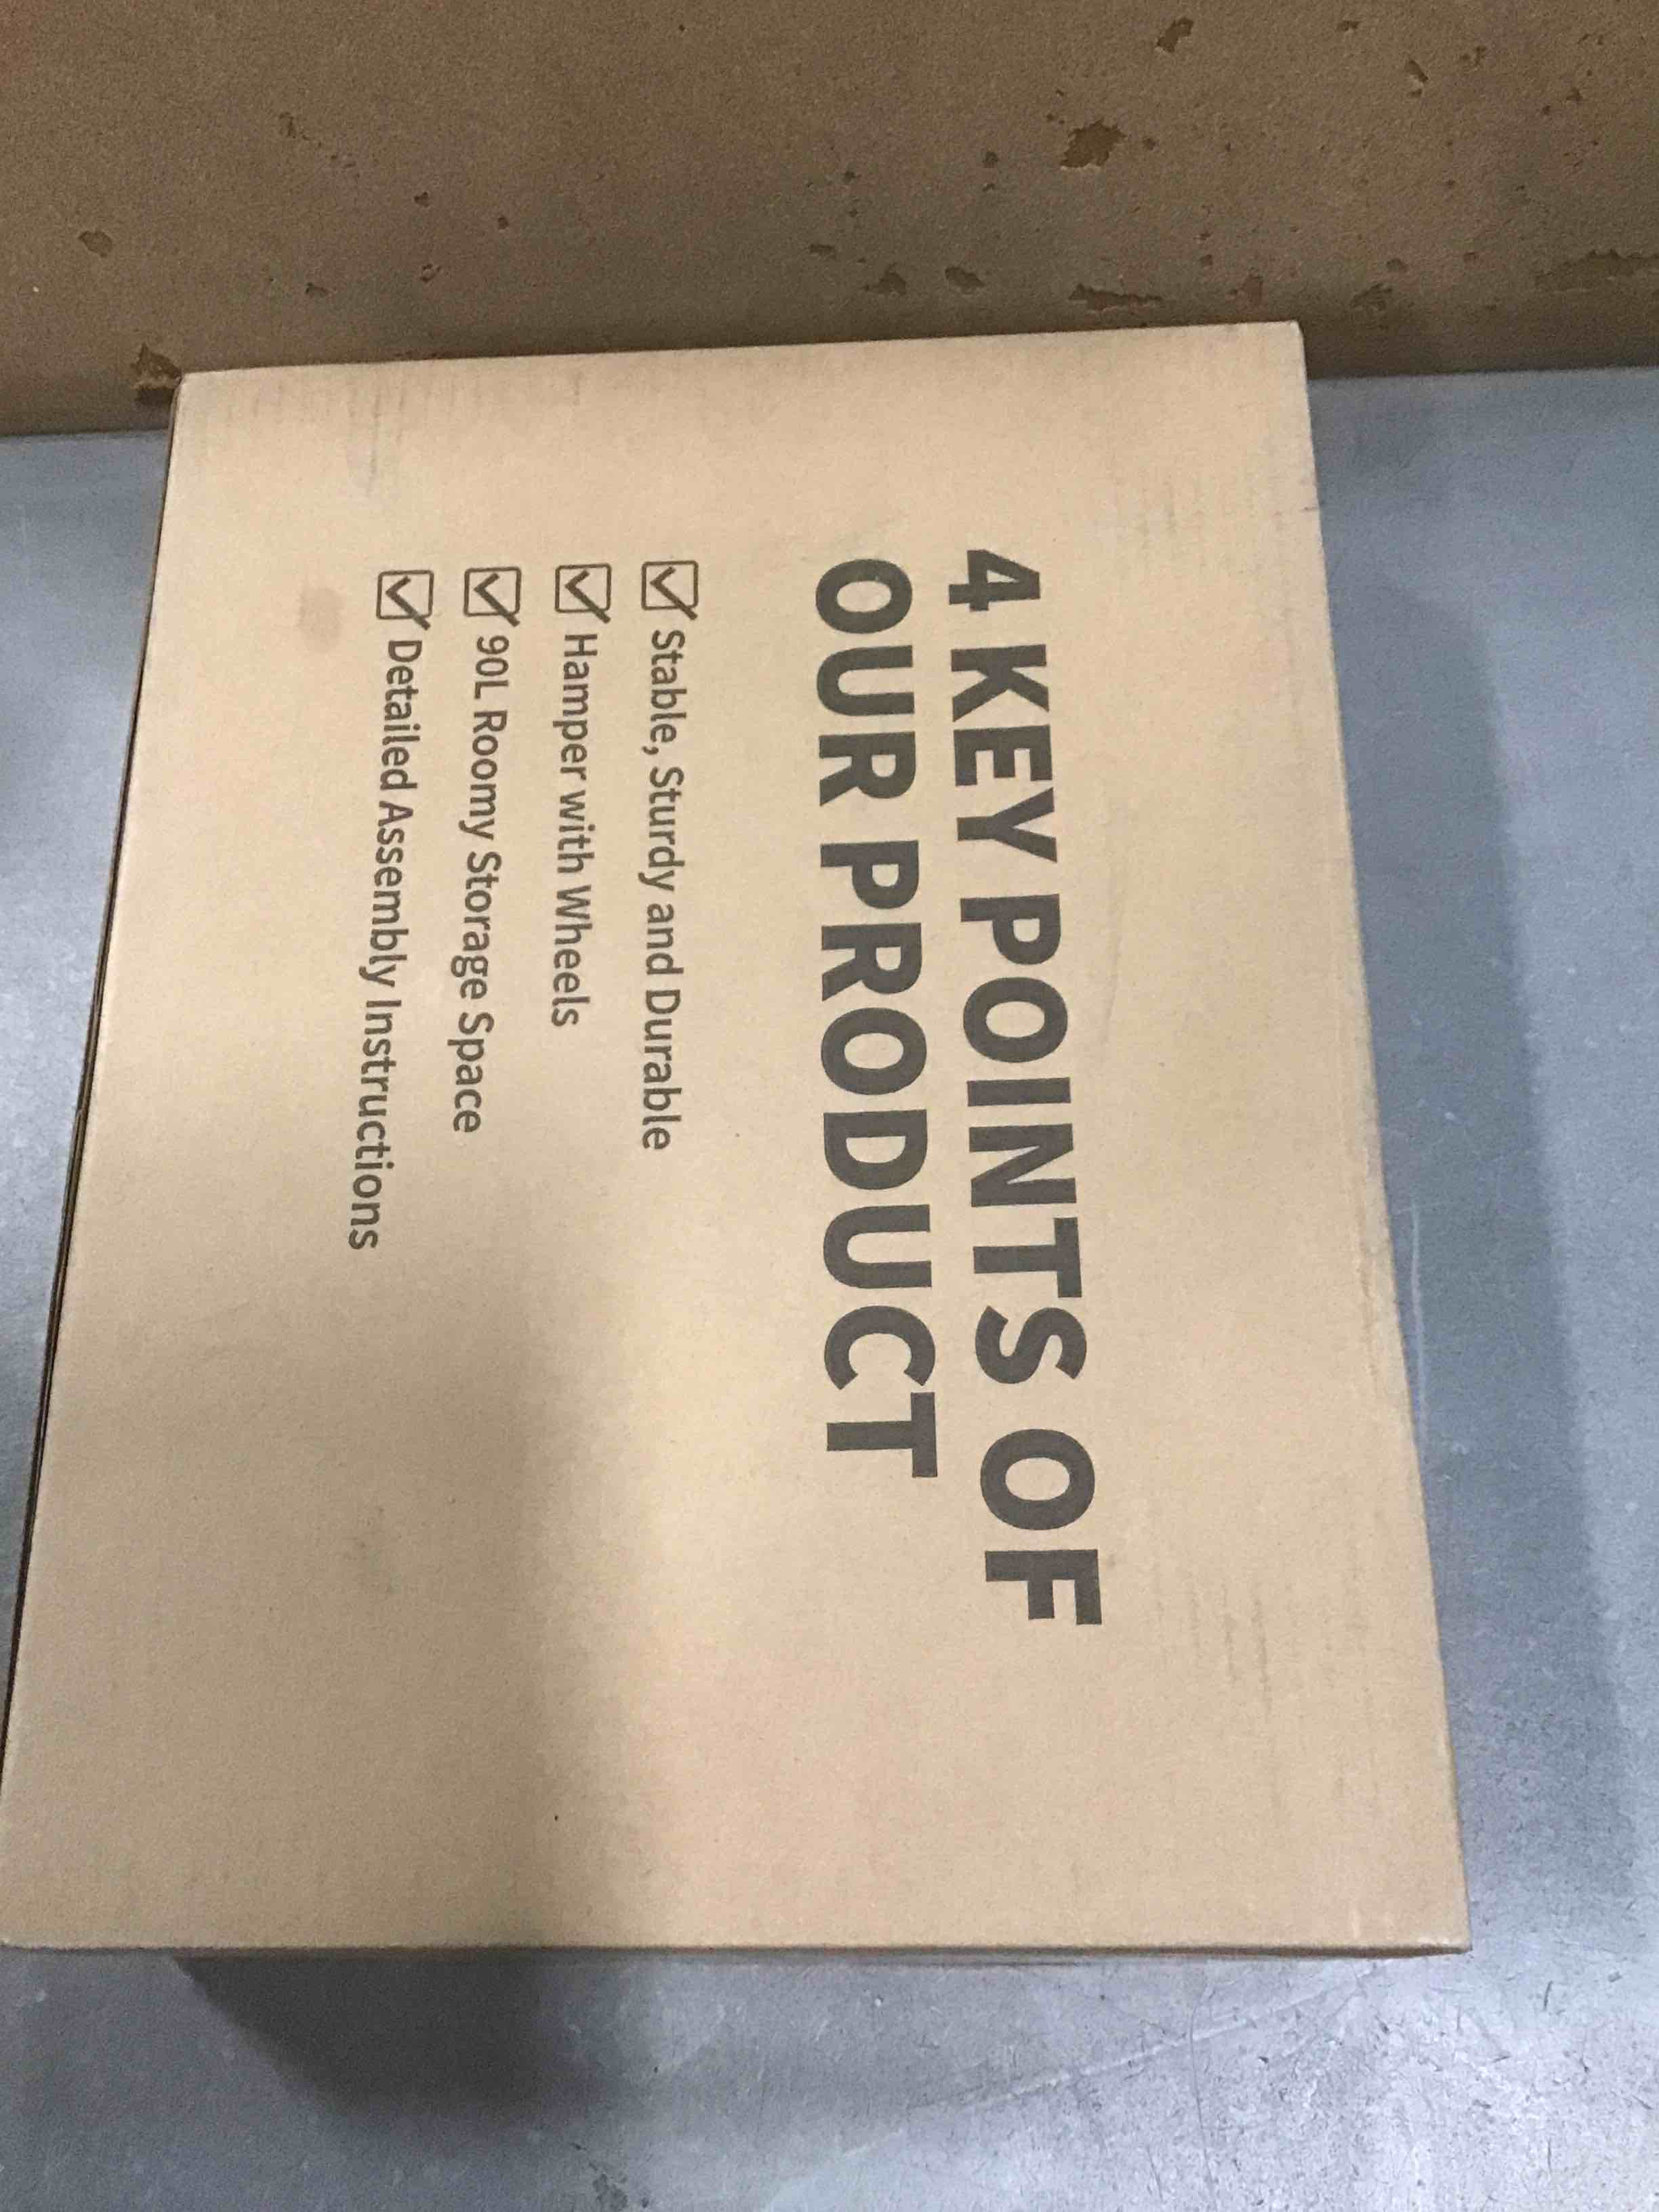 4 KEY POINTS OF
OUR PRODUCT
Stable, Sturdy and Durable
Hamper with Wheels
90L Roomy Storage Space
Detailed Assembly Instructions